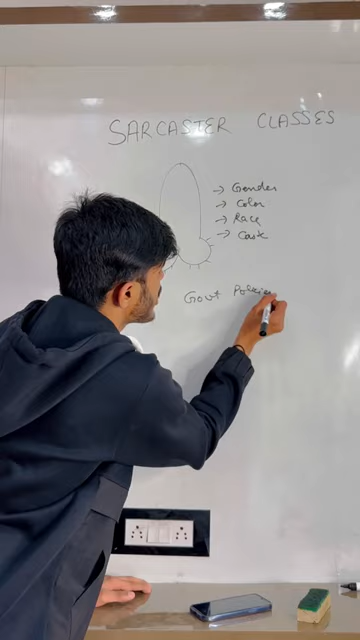 SARCASTER CLASSES
→ Gender
→ Color
→ Race
→ Cast
Govt Policies